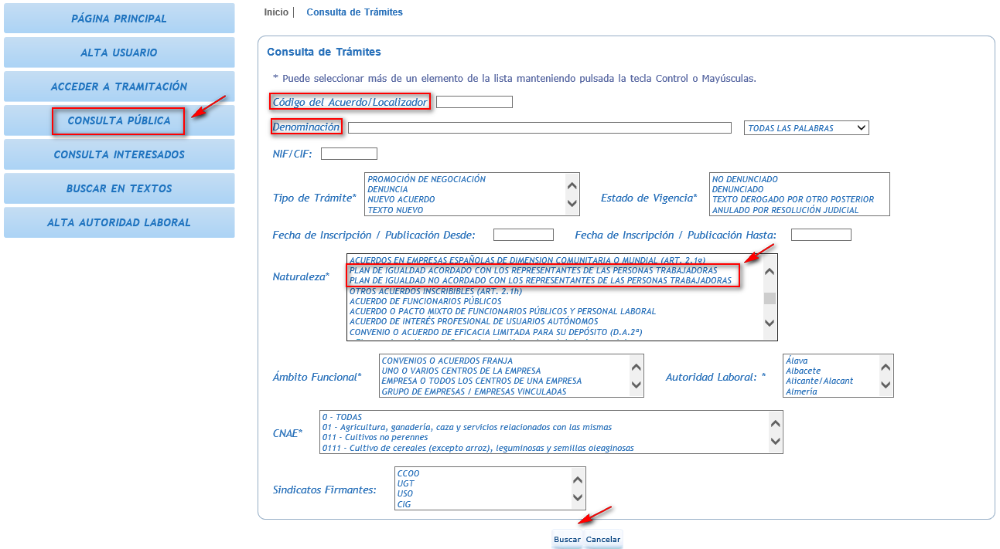 PÁGINA PRINCIPAL
ALTA USUARIO
ACCEDER A TRAMITACIÓN
CONSULTA PÚBLICA
CONSULTA INTERESADOS
BUSCAR EN TEXTOS
ALTA AUTORIDAD LABORAL
Inicio | Consulta de Trámites
Consulta de Trámites
* Puede seleccionar más de un elemento de la lista manteniendo pulsada la tecla Control o Mayúsculas.
Código del Acuerdo/Localizador
Denominación TODAS LAS PALABRAS
NIF/CIF:
Tipo de Trámite*
PROMOCIÓN DE NEGOCIACIÓN
DENUNCIA
NUEVO ACUERDO
TEXTO NUEVO
Estado de Vigencia*
NO DENUNCIADO
DENUNCIADO
TEXTO DEROGADO POR OTRO POSTERIOR
ANULADO POR RESOLUCIÓN JUDICIAL
Fecha de Inscripción / Publicación Desde: Fecha de Inscripción / Publicación Hasta:
Naturaleza*
ACUERDOS EN EMPRESAS ESPAÑOLAS DE DIMENSION COMUNITARIA O MUNDIAL (ART. 2.1g)
PLAN DE IGUALDAD ACORDADO CON LOS REPRESENTANTES DE LAS PERSONAS TRABAJADORAS
PLAN DE IGUALDAD NO ACORDADO CON LOS REPRESENTANTES DE LAS PERSONAS TRABAJADORAS
OTROS ACUERDOS INSCRIBIBLES (ART. 2.1h)
ACUERDO DE FUNCIONARIOS PÚBLICOS
ACUERDO O PACTO MIXTO DE FUNCIONARIOS PÚBLICOS Y PERSONAL LABORAL
ACUERDO DE INTERÉS PROFESIONAL DE USUARIOS AUTÓNOMOS
CONVENIO O ACUERDO DE EFICACIA LIMITADA PARA SU DEPÓSITO (D.A.2ª)
Ámbito Funcional*
CONVENIOS O ACUERDOS FRANJA
UNO O VARIOS CENTROS DE LA EMPRESA
EMPRESA O TODOS LOS CENTROS DE UNA EMPRESA
GRUPO DE EMPRESAS / EMPRESAS VINCULADAS
Autoridad Laboral: *
Álava
Albacete
Alicante/Alacant
Almería
CNAE*
0 - TODAS
01 - Agricultura, ganadería, caza y servicios relacionados con las mismas
011 - Cultivos no perennes
0111 - Cultivo de cereales (excepto arroz), leguminosas y semillas oleaginosas
Sindicatos Firmantes:
CCOO
UGT
USO
CIG
Buscar Cancelar